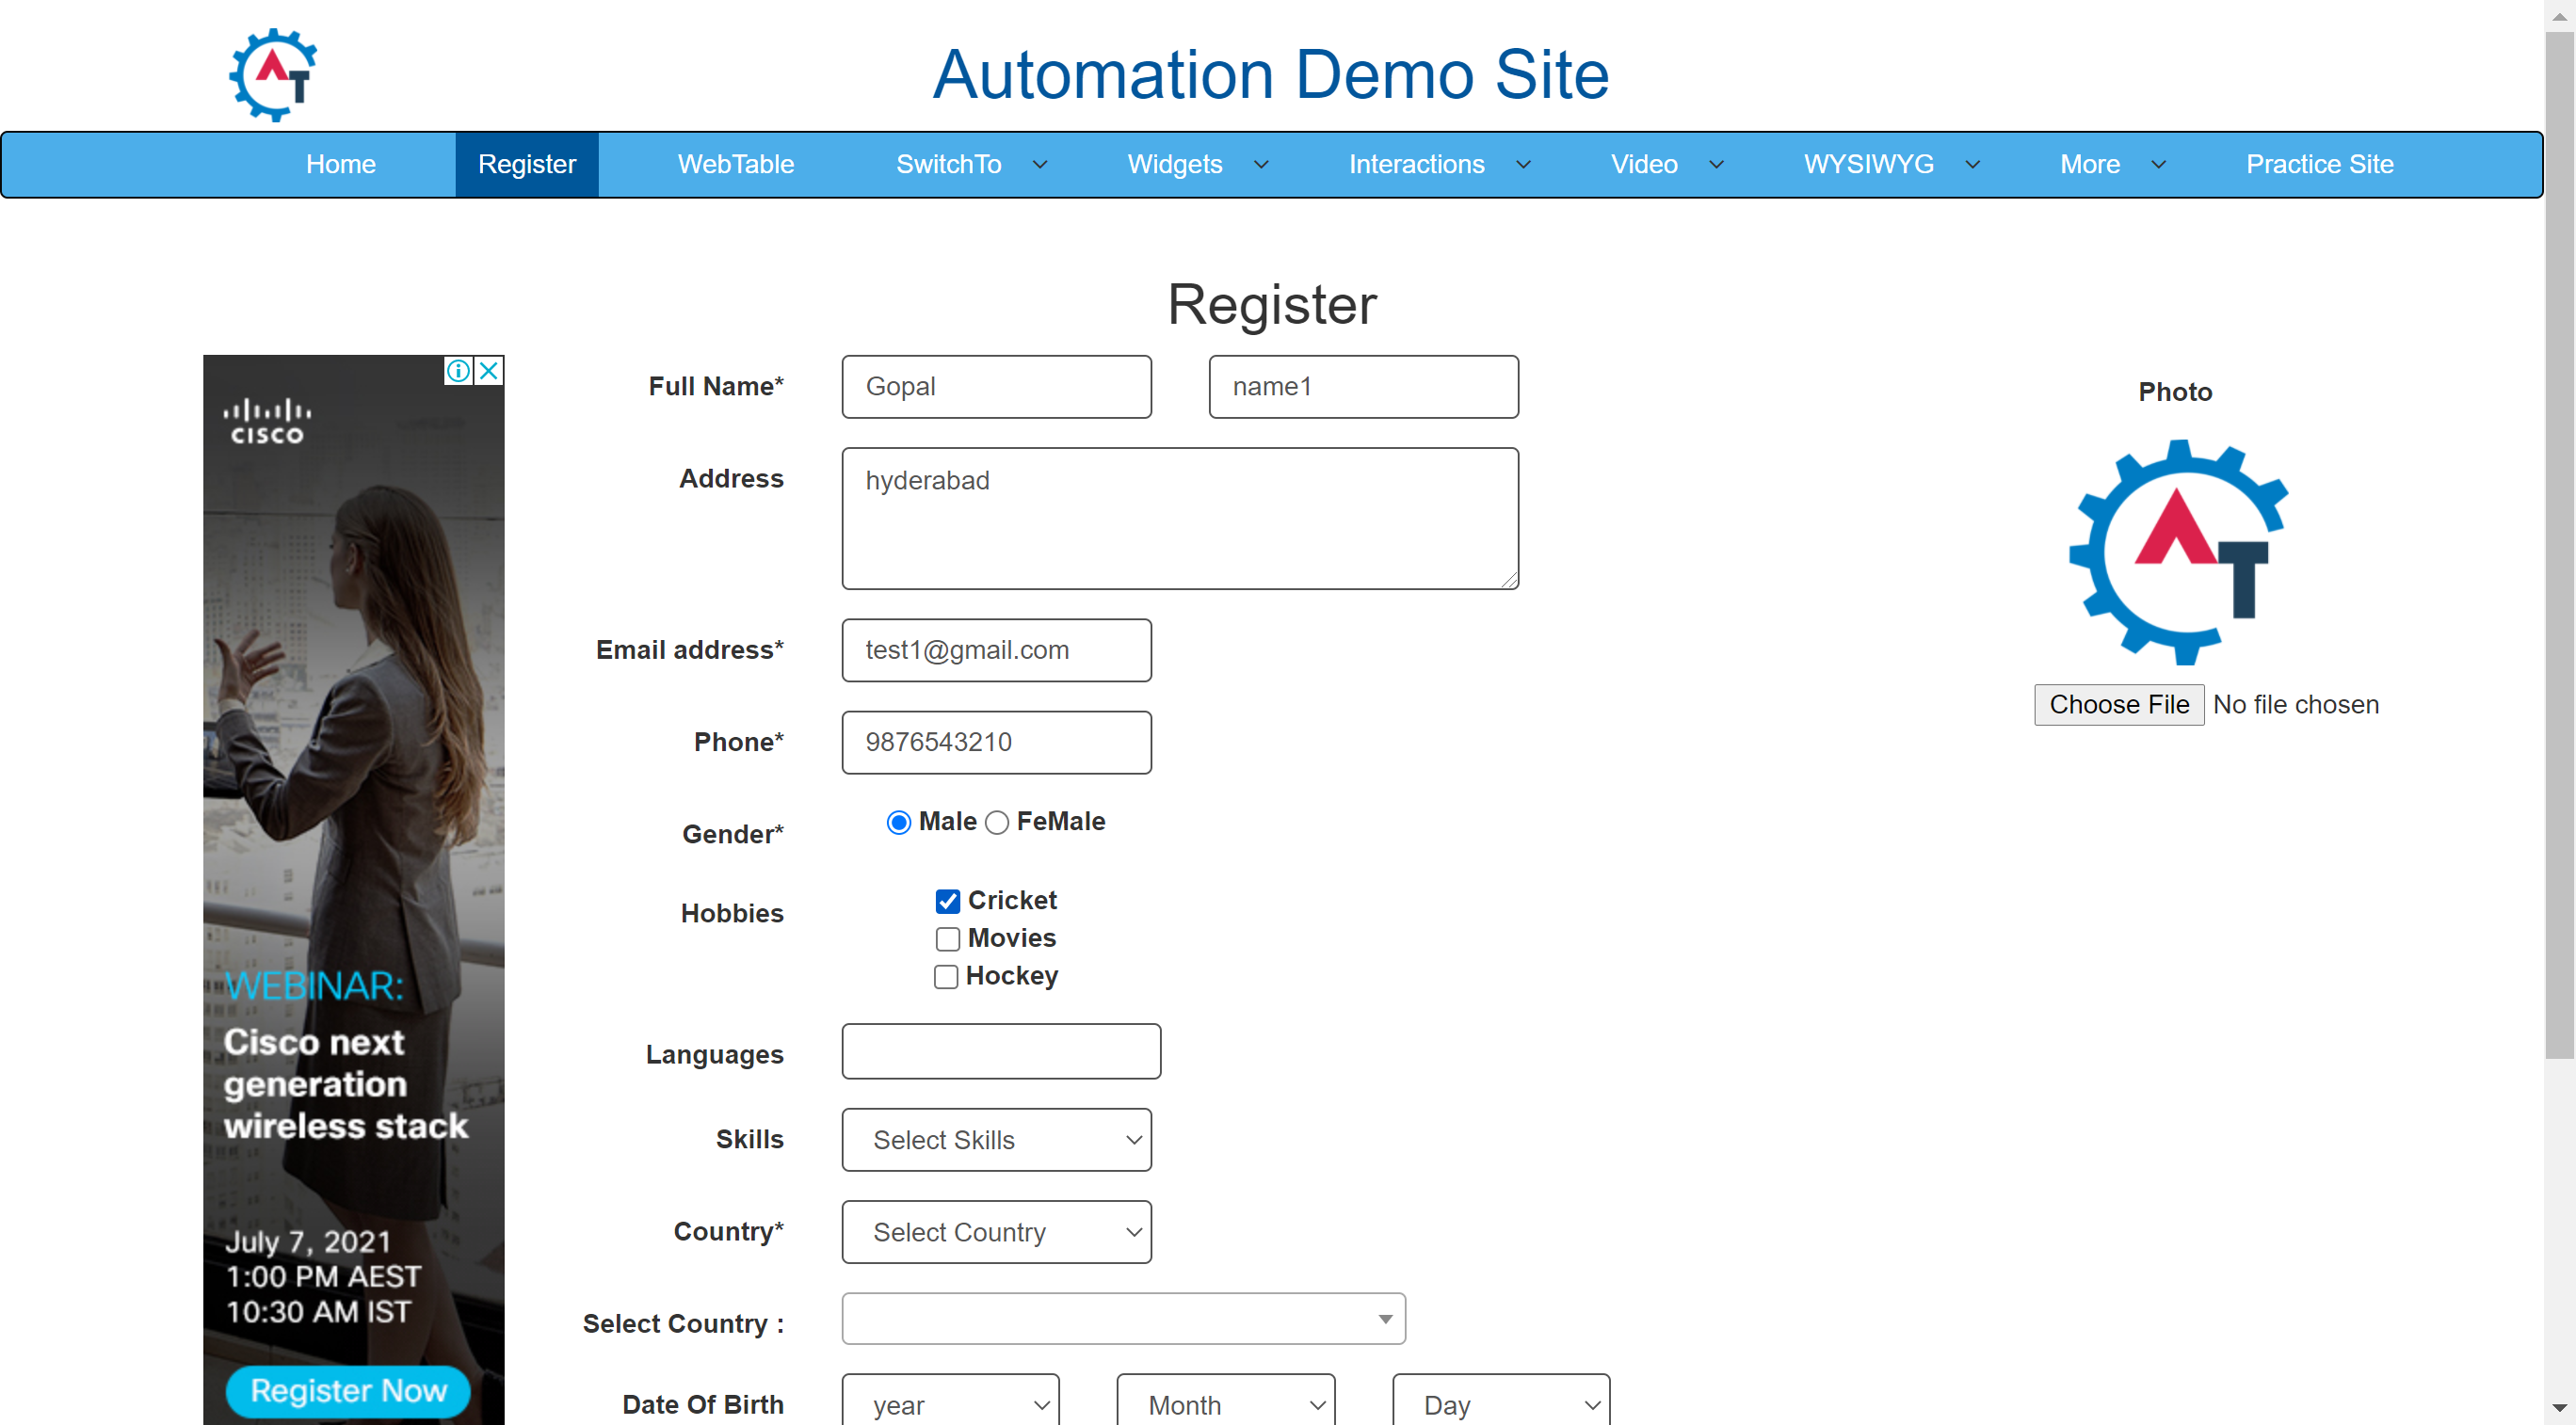 AT
Automation Demo Site
Home Register WebTable SwitchTo Widgets Interactions Video WYSIWYG More Practice Site
Register
CISCO
WEBINAR:
Cisco next
generation
wireless stack
July 7, 2021
1:00 PM AEST
10:30 AM IST
Register Now
Full Name* Gopal name1
Address hyderabad
Email address* test1@gmail.com
Phone* 9876543210
Gender* Male FeMale
Hobbies Cricket
Movies
Hockey
Languages
Skills Select Skills
Country* Select Country
Select Country :
Date Of Birth year Month Day
Photo
AT
Choose File No file chosen